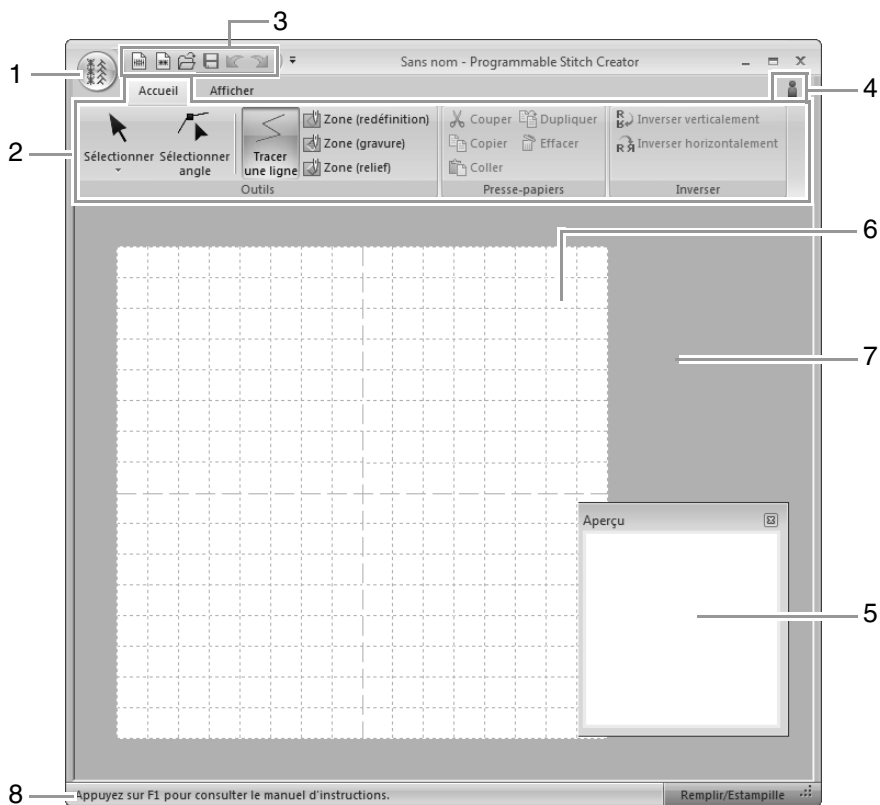 3
1
Sans nom - Programmable Stitch Creator
4
Accueil
Afficher
2
Sélectionner
Sélectionner
angle
Tracer
une ligne
Zone (redéfinition)
Zone (gravure)
Zone (relief)
Outils
Couper
Dupliquer
Copier
Effacer
Coller
Presse-papiers
Inverser verticalement
Inverser horizontalement
Inverser
6
7
Aperçu
5
8
Appuyez sur F1 pour consulter le manuel d'instructions.
Remplir/Estampille